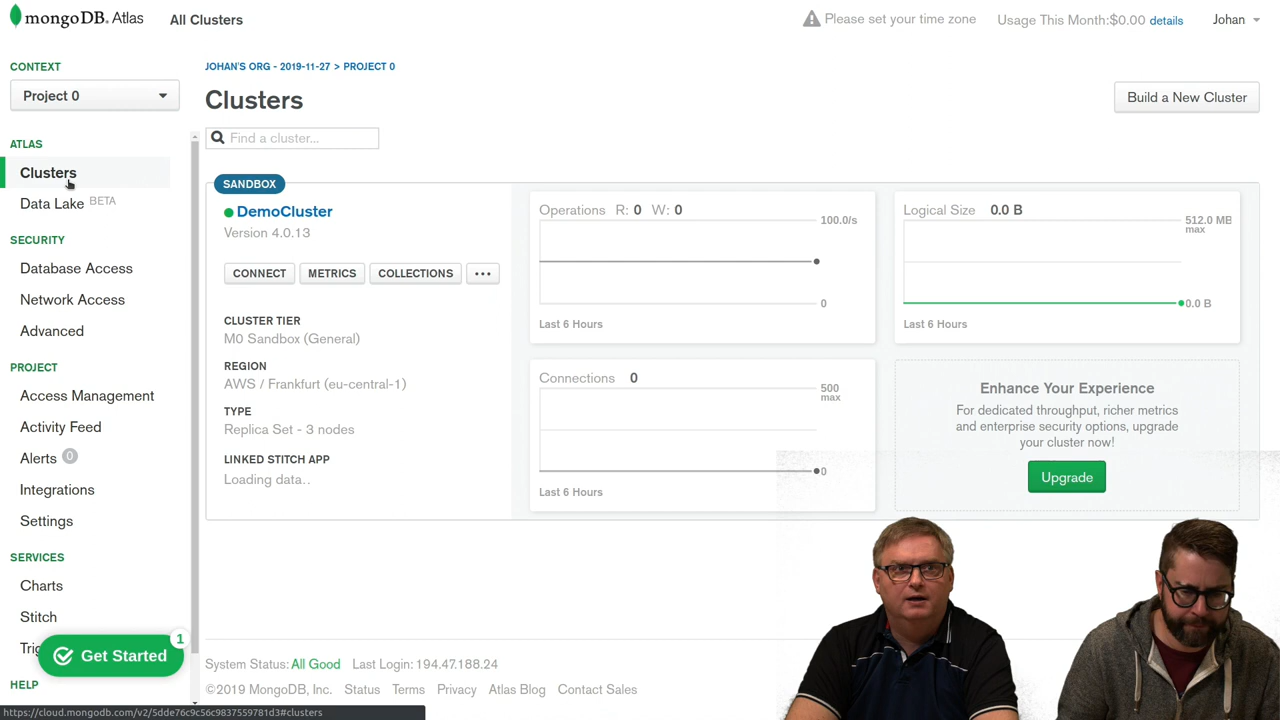 mongoDB. Atlas
All Clusters
Please set your time zone
Usage This Month:$0.00 details
Johan
CONTEXT
Project 0
ATLAS
Clusters
Data Lake BETA
SECURITY
Database Access
Network Access
Advanced
PROJECT
Access Management
Activity Feed
Alerts 0
Integrations
Settings
SERVICES
Charts
Stitch
Get Started
1
HELP
JOHAN'S ORG - 2019-11-27 > PROJECT 0
Clusters
Build a New Cluster
Find a cluster...
SANDBOX
DemoCluster
Version 4.0.13
CONNECT
METRICS
COLLECTIONS
...
CLUSTER TIER
M0 Sandbox (General)
REGION
AWS / Frankfurt (eu-central-1)
TYPE
Replica Set - 3 nodes
LINKED STITCH APP
Loading data..
Operations R: 0 W: 0
100.0/s
0
Last 6 Hours
Logical Size 0.0 B
512.0 MB
max
0.0 B
Last 6 Hours
Connections 0
500
max
0
Last 6 Hours
Enhance Your Experience
For dedicated throughput, richer metrics
and enterprise security options, upgrade
your cluster now!
Upgrade
System Status: All Good Last Login: 194.47.188.24
©2019 MongoDB, Inc. Status Terms Privacy Atlas Blog Contact Sales
https://cloud.mongodb.com/v2/5dde76c9c56c9837559781d3#clusters